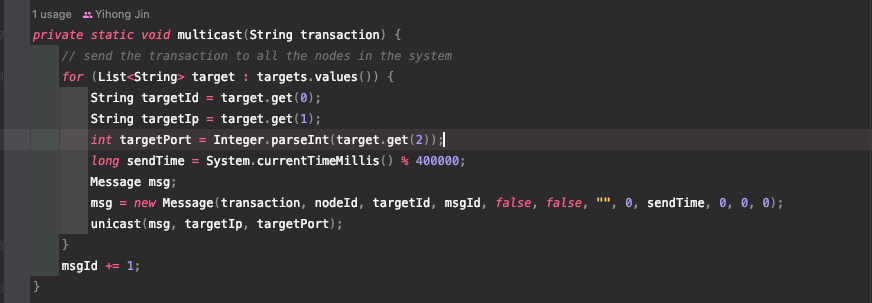 1 usage Yihong Jin
private static void multicast(String transaction) {
// send the transaction to all the nodes in the system
for (List<String> target : targets.values()) {
String targetId = target.get(0);
String targetIp = target.get(1);
int targetPort = Integer.parseInt(target.get(2));
long sendTime = System.currentTimeMillis() % 400000;
Message msg;
msg = new Message(transaction, nodeId, targetId, msgId, false, false, "", 0, sendTime, 0, 0, 0);
unicast(msg, targetIp, targetPort);
}
msgId += 1;
}